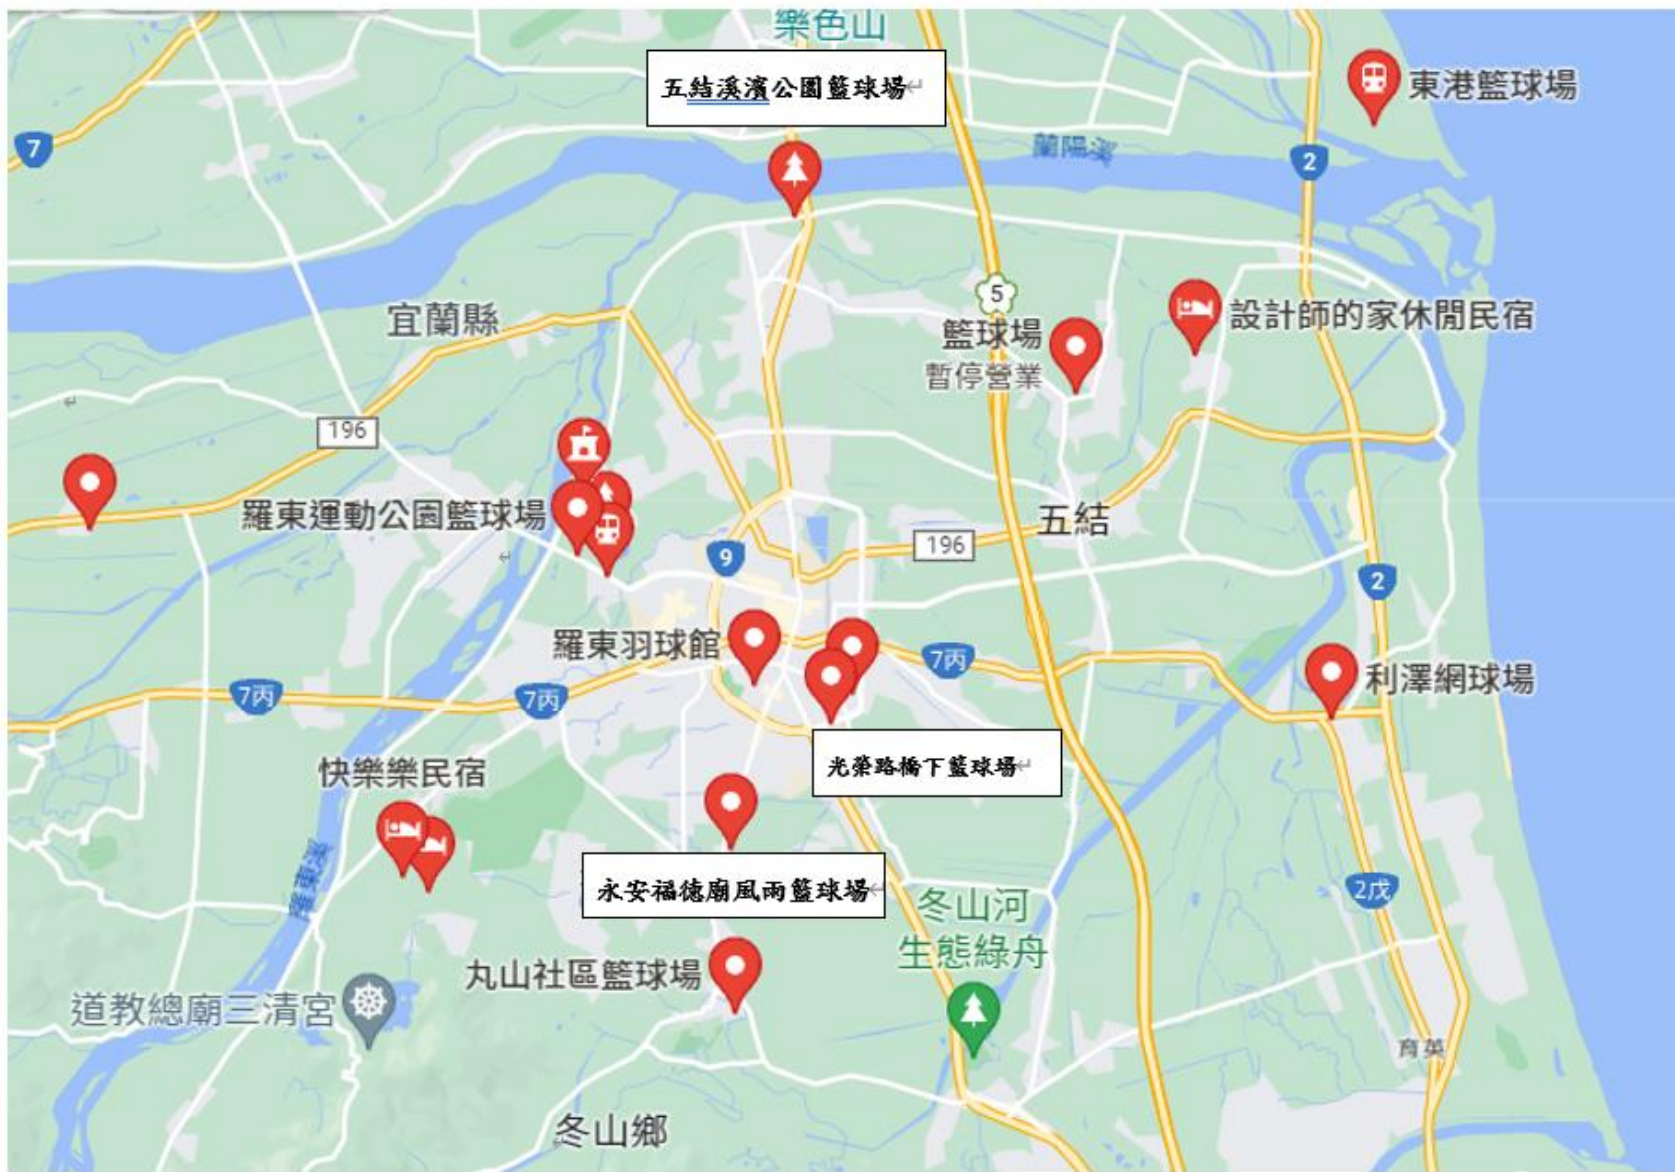 樂色山
五結溪濱公園籃球場
東港籃球場
7
蘭陽溪
2
宜蘭縣
5
設計師的家休閒民宿
籃球場
暫停營業
196
羅東運動公園籃球場
五結
196
9
2
羅東羽球館
7丙
利澤網球場
7丙
7丙
光榮路橋下籃球場
快樂樂民宿
羅東溪
永安福德廟風雨籃球場
2戊
冬山河
生態綠舟
丸山社區籃球場
道教總廟三清宮
育英
冬山鄉